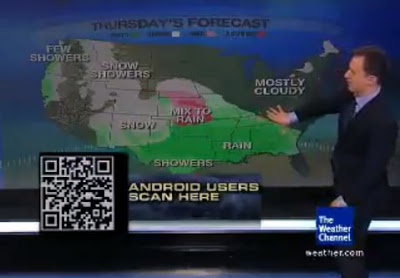 THURSDAY'S FORECAST
FEW
SHOWERS
SNOW
SHOWERS
MOSTLY
CLOUDY
MIX TO
RAIN
SNOW
RAIN
SHOWERS
ANDROID USERS
SCAN HERE
The
Weather
Channel
weather.com